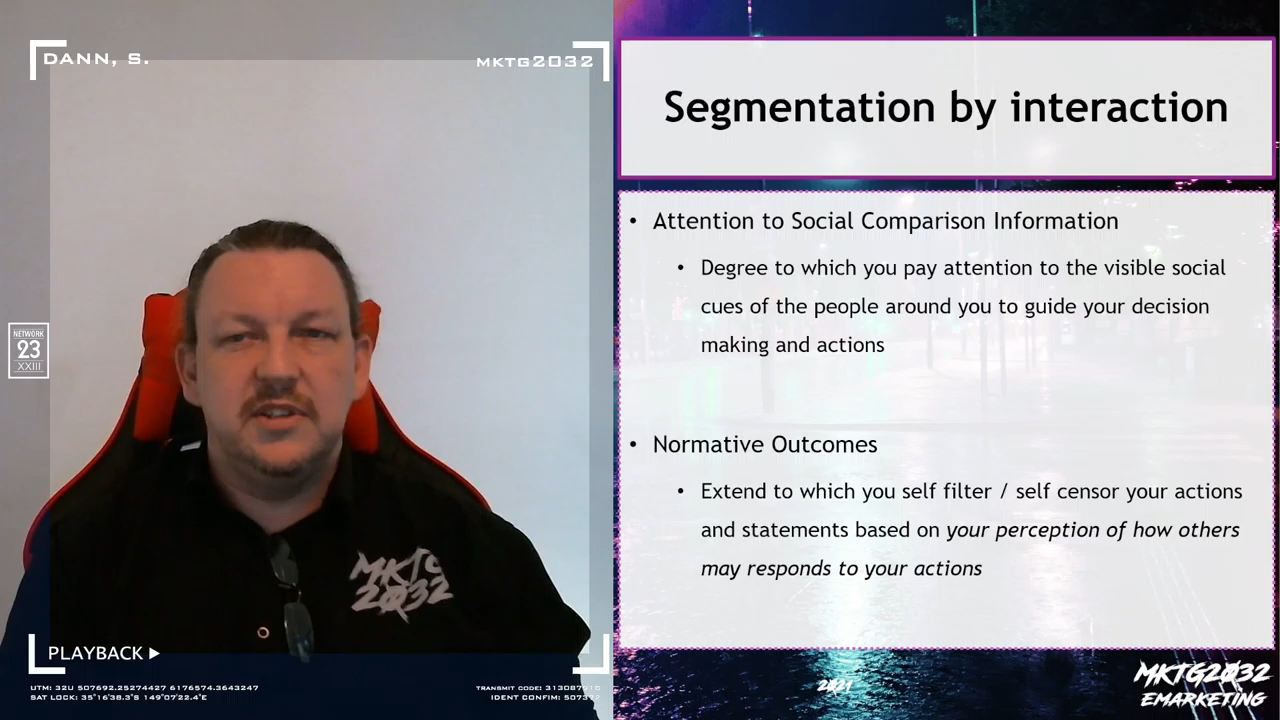 DANN, S.
MKTG2032
NETWORK
23
XXIII
PLAYBACK
UTM: 32U 507692.25274427 6176574.3643247
SAT LOCK: 35°16'38.3"S 149°07'22.4"E
TRANSMIT CODE: 313087910
IDENT CONFIM:
MKTG
2032
Segmentation by interaction
• Attention to Social Comparison Information
• Degree to which you pay attention to the visible social
cues of the people around you to guide your decision
making and actions
• Normative Outcomes
• Extend to which you self filter / self censor your actions
and statements based on your perception of how others
may responds to your actions
2021
MKTG2032
EMARKETING